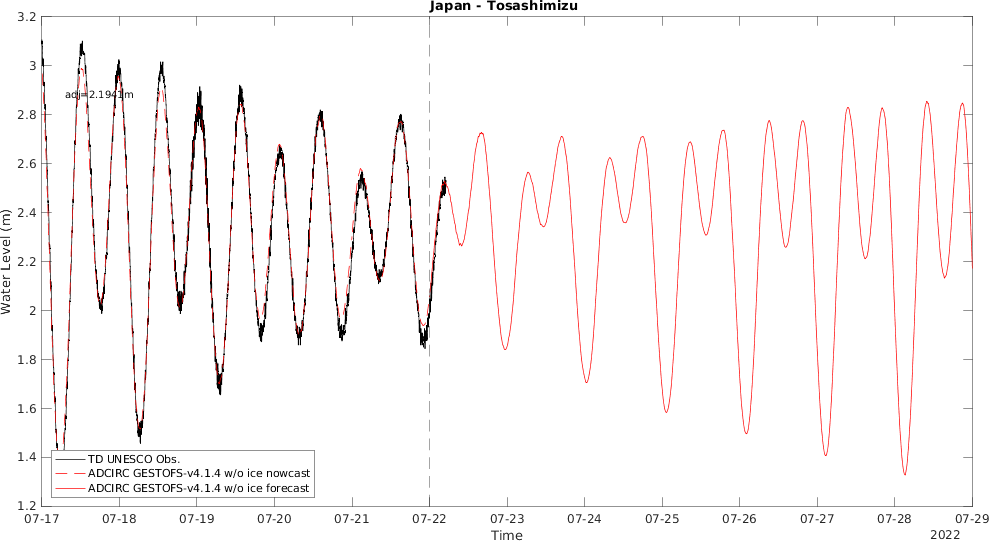 Japan - Tosashimizu
3.2
3
2.8
2.6
2.4
2.2
2
1.8
1.6
1.4
1.2
Water Level (m)
adj=2.1941m
TD UNESCO Obs.
ADCIRC GESTOFS-v4.1.4 w/o ice nowcast
ADCIRC GESTOFS-v4.1.4 w/o ice forecast
07-17 07-18 07-19 07-20 07-21 07-22 07-23 07-24 07-25 07-26 07-27 07-28 07-29
Time
2022